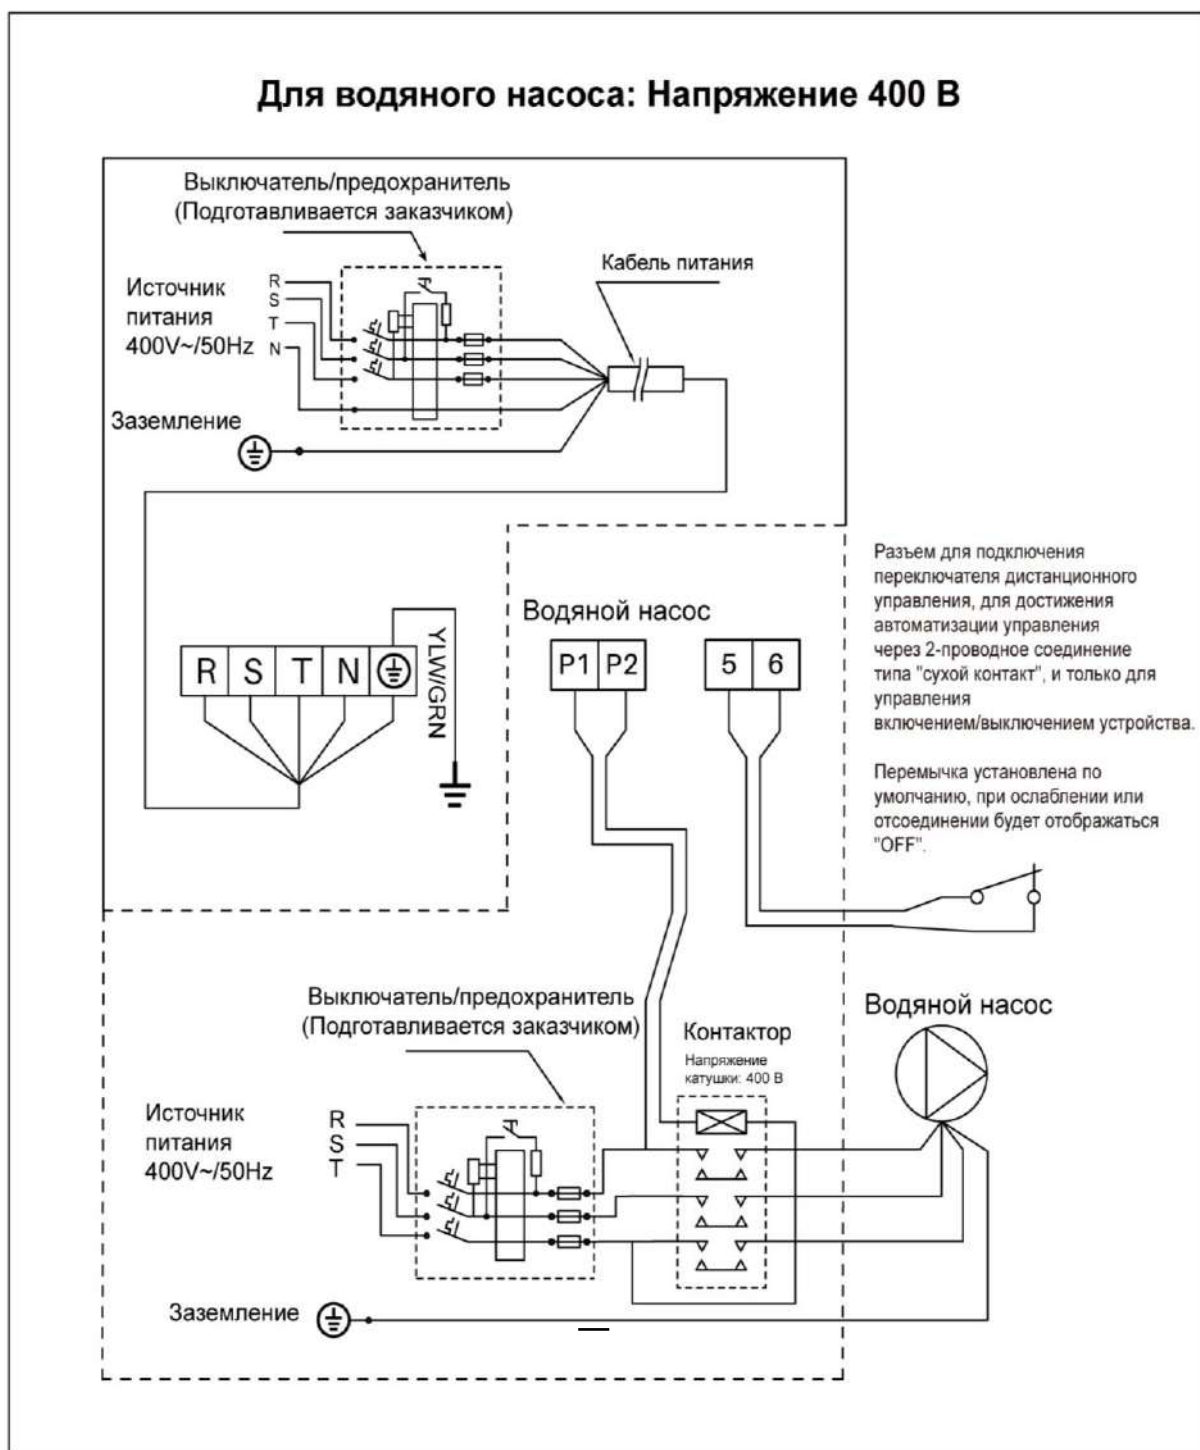 Для водяного насоса: Напряжение 400 В
Выключатель/предохранитель
(Подготавливается заказчиком)
Кабель питания
Источник
питания
400V~/50Hz
R
S
T
N
Заземление
Разъем для подключения
переключателя дистанционного
управления, для достижения
автоматизации управления
через 2-проводное соединение
типа "сухой контакт", и только для
управления
включением/выключением устройства.
Перемычка установлена по
умолчанию, при ослаблении или
отсоединении будет отображаться
"OFF".
Водяной насос
R S T N
YLW/GRN
P1 P2
5 6
Выключатель/предохранитель
(Подготавливается заказчиком)
Контактор
Напряжение
катушки: 400 В
Водяной насос
Источник
питания
400V~/50Hz
R
S
T
Заземление